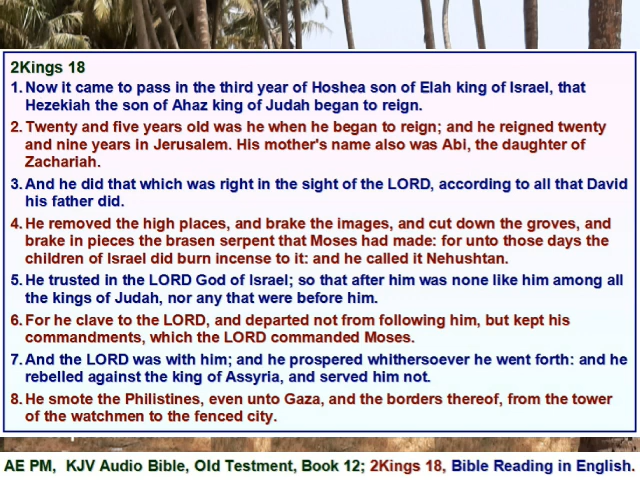 2Kings 18
1. Now it came to pass in the third year of Hoshea son of Elah king of Israel, that
Hezekiah the son of Ahaz king of Judah began to reign.
2. Twenty and five years old was he when he began to reign; and he reigned twenty
and nine years in Jerusalem. His mother's name also was Abi, the daughter of
Zachariah.
3. And he did that which was right in the sight of the LORD, according to all that David
his father did.
4. He removed the high places, and brake the images, and cut down the groves, and
brake in pieces the brasen serpent that Moses had made: for unto those days the
children of Israel did burn incense to it: and he called it Nehushtan.
5. He trusted in the LORD God of Israel; so that after him was none like him among all
the kings of Judah, nor any that were before him.
6. For he clave to the LORD, and departed not from following him, but kept his
commandments, which the LORD commanded Moses.
7. And the LORD was with him; and he prospered whithersoever he went forth: and he
rebelled against the king of Assyria, and served him not.
8. He smote the Philistines, even unto Gaza, and the borders thereof, from the tower
of the watchmen to the fenced city.
AE PM, KJV Audio Bible, Old Testment, Book 12; 2Kings 18, Bible Reading in English.